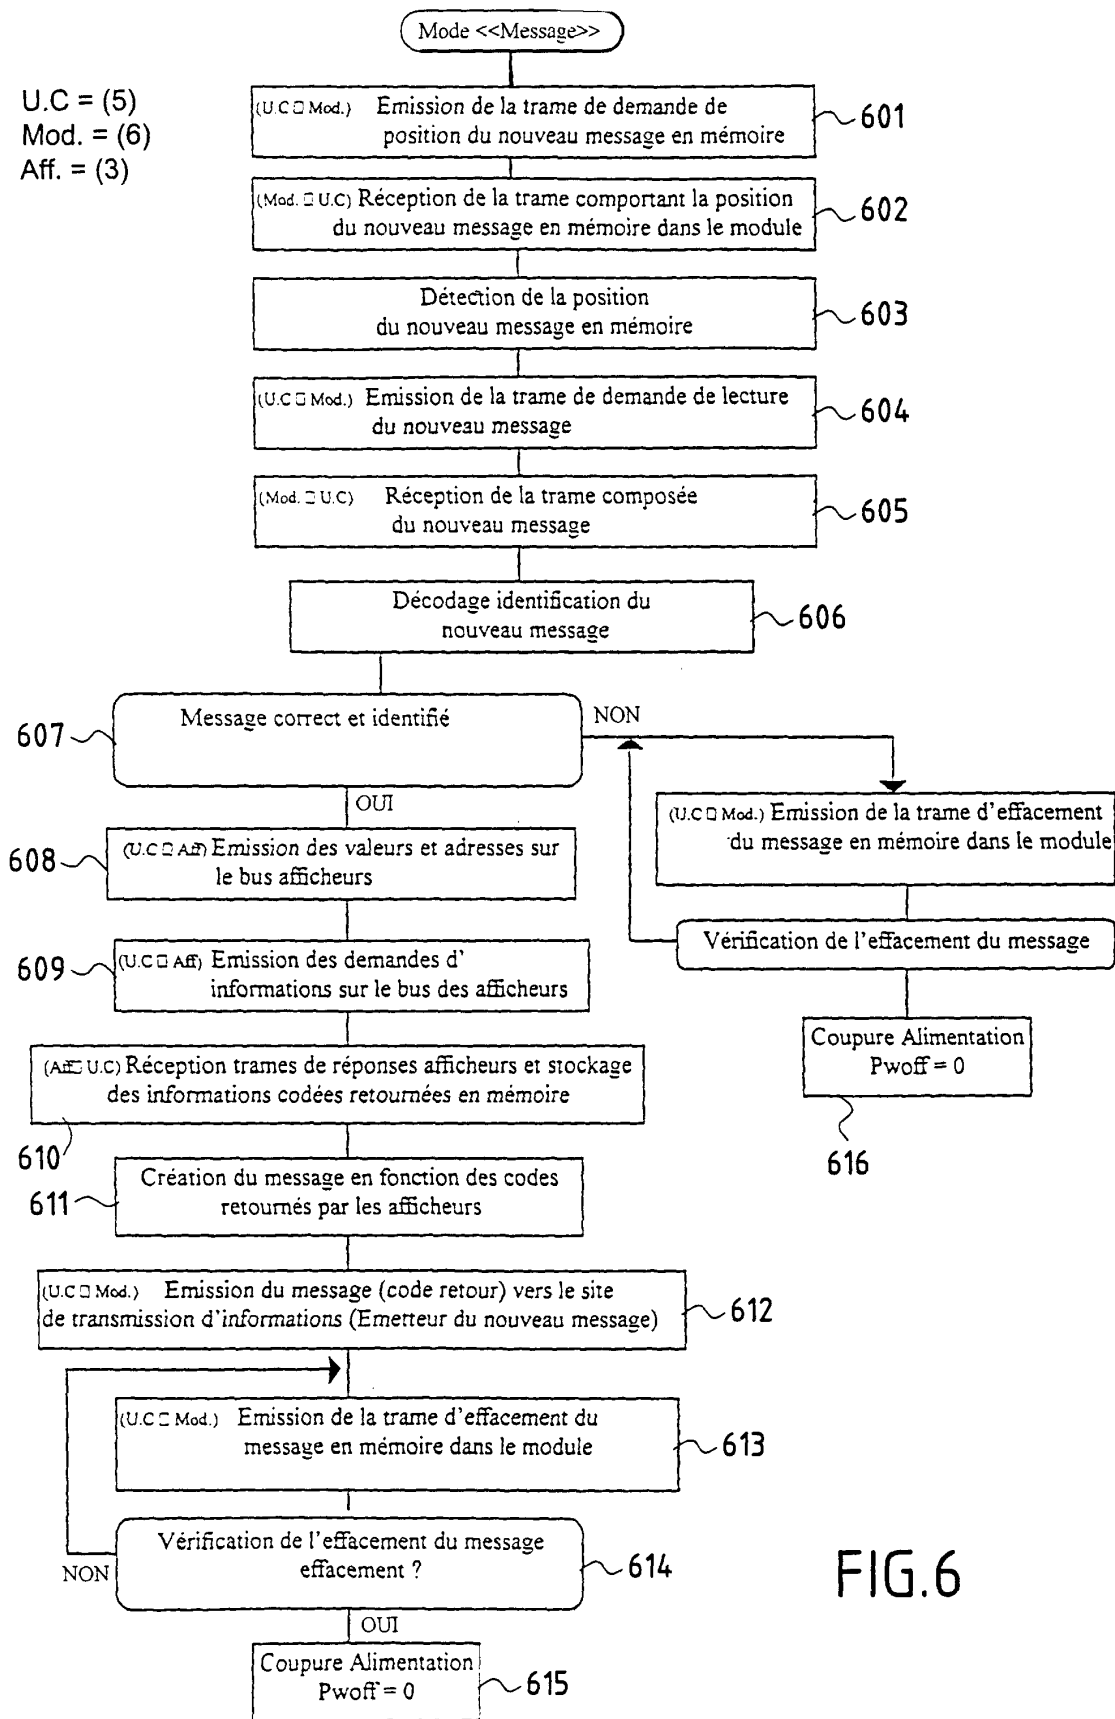 Mode <<Message>>
U.C = (5)
Mod. = (6)
Aff. = (3)
(U.C □ Mod.) Emission de la trame de demande de
position du nouveau message en mémoire
601
(Mod. □ U.C) Réception de la trame comportant la position
du nouveau message en mémoire dans le module
602
Détection de la position
du nouveau message en mémoire
603
(U.C □ Mod.) Emission de la trame de demande de lecture
du nouveau message
604
(Mod. □ U.C) Réception de la trame composée
du nouveau message
605
Décodage identification du
nouveau message
606
607
Message correct et identifié
NON
OUI
(U.C □ Mod.) Emission de la trame d'effacement
du message en mémoire dans le module
608
(U.C □ Aff) Emission des valeurs et adresses sur
le bus afficheurs
Vérification de l'effacement du message
609
(U.C □ Aff) Emission des demandes d'
informations sur le bus des afficheurs
Coupure Alimentation
Pwoff = 0
616
(Aff □ U.C) Réception trames de réponses afficheurs et stockage
des informations codées retournées en mémoire
610
611
Création du message en fonction des codes
retournés par les afficheurs
(U.C □ Mod.) Emission du message (code retour) vers le site
de transmission d'informations (Emetteur du nouveau message)
612
(U.C □ Mod.) Emission de la trame d'effacement du
message en mémoire dans le module
613
Vérification de l'effacement du message
effacement ?
614
NON
OUI
Coupure Alimentation
Pwoff = 0
615
FIG.6